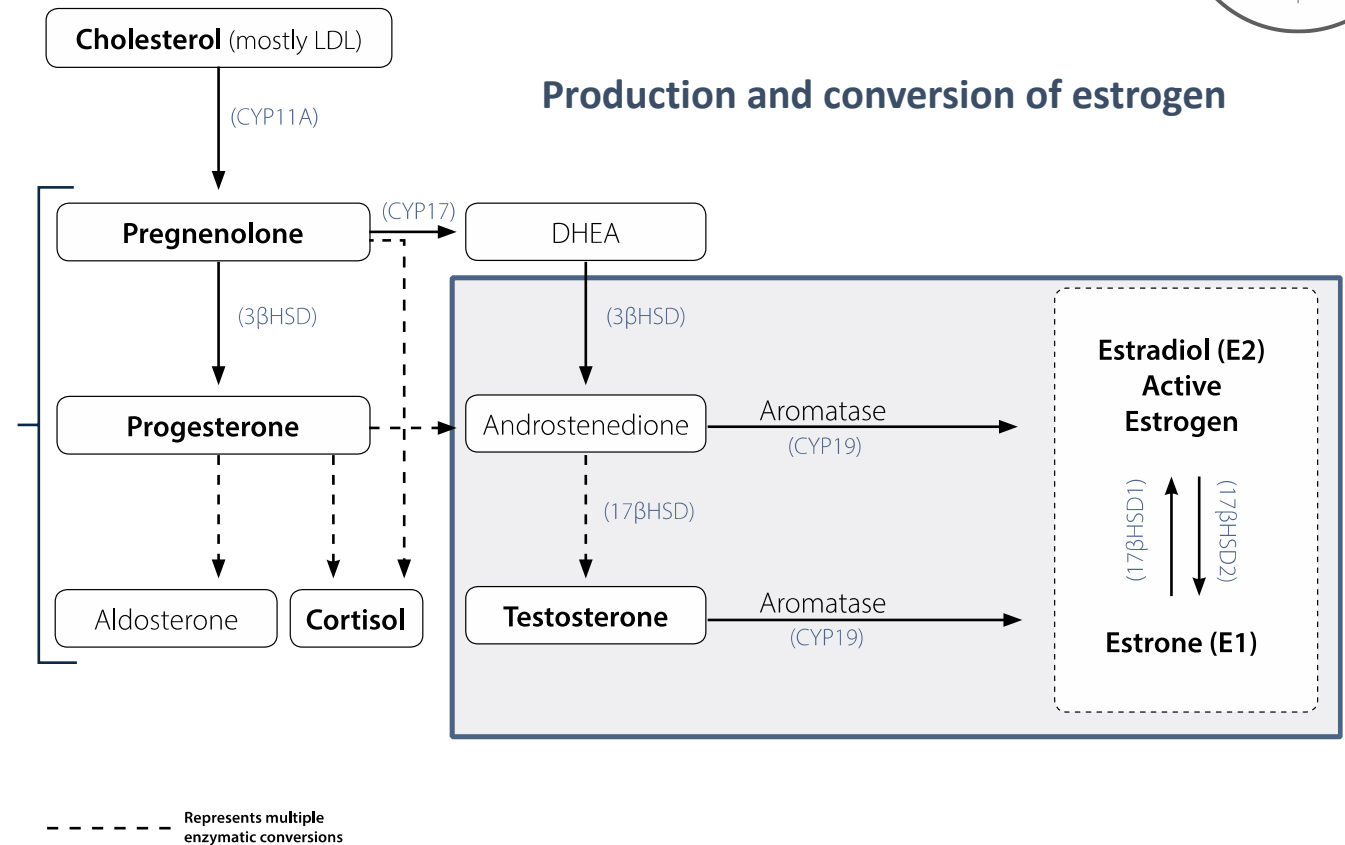 Cholesterol (mostly LDL)
Production and conversion of estrogen
(CYP11A)
(CYP17)
Pregnenolone
DHEA
(3βHSD)
(3βHSD)
Estradiol (E2)
Active
Estrogen
Progesterone
Androstenedione
Aromatase
(CYP19)
(17βHSD)
(17βHSD1)
(17βHSD2)
Aldosterone
Cortisol
Testosterone
Aromatase
(CYP19)
Estrone (E1)
Represents multiple
enzymatic conversions